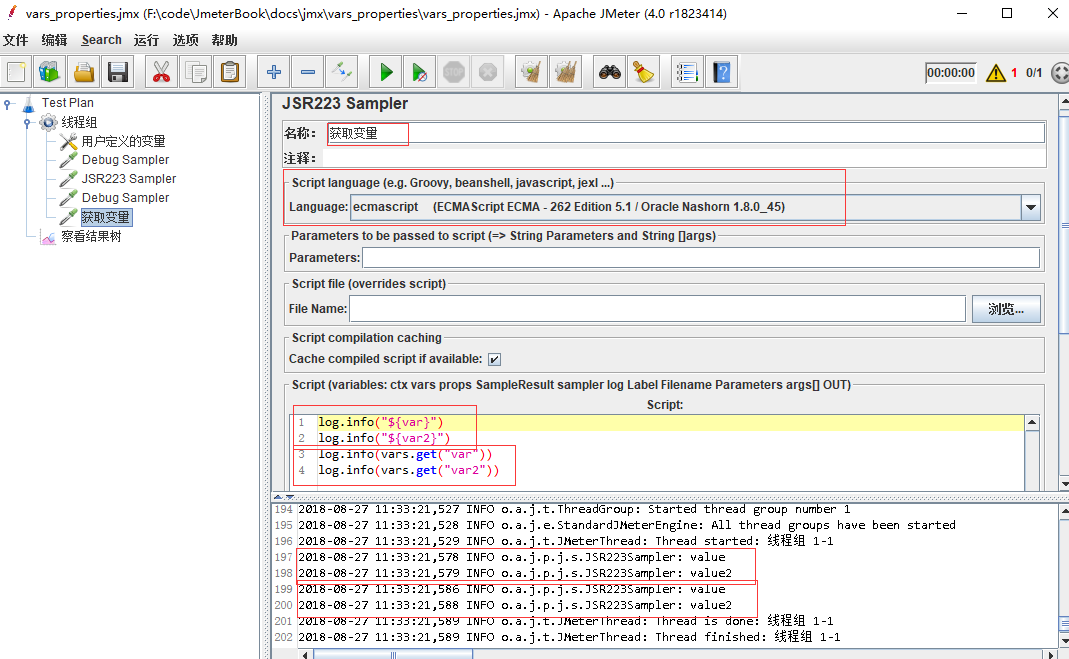 vars_properties.jmx (F:\code\JmeterBook\docs\jmx\vars_properties\vars_properties.jmx) - Apache JMeter (4.0 r1823414)
文件 编辑 Search 运行 选项 帮助
STOP
00:00:00 1 0/1
Test Plan
线程组
用户定义的变量
Debug Sampler
JSR223 Sampler
Debug Sampler
获取变量
察看结果树
JSR223 Sampler
名称： 获取变量
注释：
Script language (e.g. Groovy, beanshell, javascript, jexl ...)
Language: ecmascript (ECMAScript ECMA - 262 Edition 5.1 / Oracle Nashorn 1.8.0_45)
Parameters to be passed to script (=> String Parameters and String []args)
Parameters:
Script file (overrides script)
File Name: 浏览...
Script compilation caching
Cache compiled script if available:
Script (variables: ctx vars props SampleResult sampler log Label Filename Parameters args[] OUT)
Script:
1 log.info("${var}")
2 log.info("${var2}")
3 log.info(vars.get("var"))
4 log.info(vars.get("var2"))
194 2018-08-27 11:33:21,527 INFO o.a.j.t.ThreadGroup: Started thread group number 1
195 2018-08-27 11:33:21,528 INFO o.a.j.e.StandardJMeterEngine: All thread groups have been started
196 2018-08-27 11:33:21,529 INFO o.a.j.t.JMeterThread: Thread started: 线程组 1-1
197 2018-08-27 11:33:21,578 INFO o.a.j.p.j.s.JSR223Sampler: value
198 2018-08-27 11:33:21,579 INFO o.a.j.p.j.s.JSR223Sampler: value2
199 2018-08-27 11:33:21,586 INFO o.a.j.p.j.s.JSR223Sampler: value
200 2018-08-27 11:33:21,588 INFO o.a.j.p.j.s.JSR223Sampler: value2
201 2018-08-27 11:33:21,589 INFO o.a.j.t.JMeterThread: Thread is done: 线程组 1-1
202 2018-08-27 11:33:21,589 INFO o.a.j.t.JMeterThread: Thread finished: 线程组 1-1